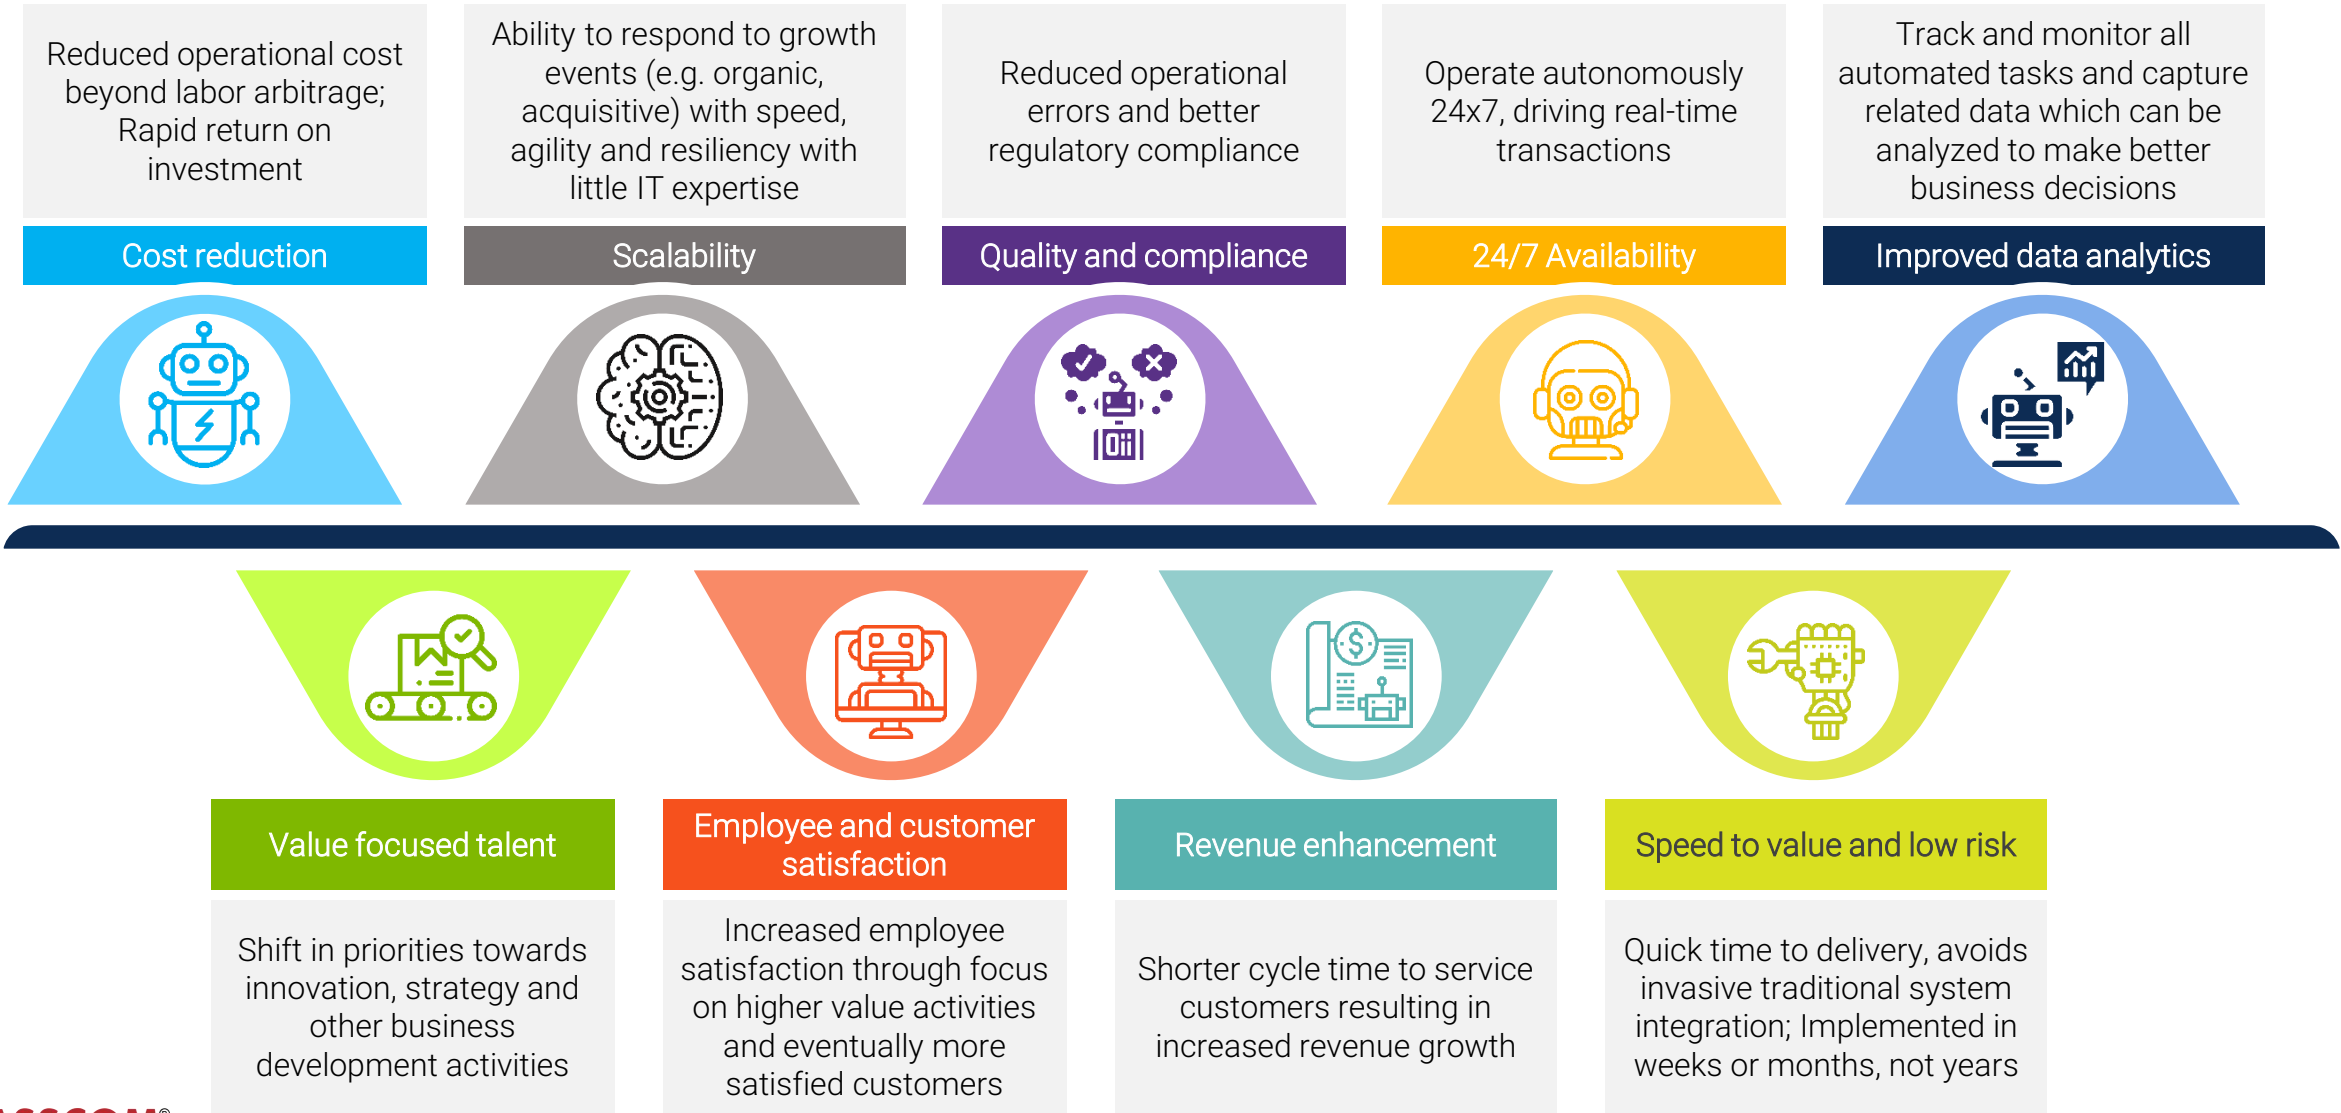 Reduced operational cost
beyond labor arbitrage;
Rapid return on
investment
Cost reduction
Ability to respond to growth
events (e.g. organic,
acquisitive) with speed,
agility and resiliency with
little IT expertise
Scalability
Reduced operational
errors and better
regulatory compliance
Quality and compliance
Operate autonomously
24x7, driving real-time
transactions
24/7 Availability
Track and monitor all
automated tasks and capture
related data which can be
analyzed to make better
business decisions
Improved data analytics
Value focused talent
Shift in priorities towards
innovation, strategy and
other business
development activities
Employee and customer
satisfaction
Increased employee
satisfaction through focus
on higher value activities
and eventually more
satisfied customers
Revenue enhancement
Shorter cycle time to service
customers resulting in
increased revenue growth
Speed to value and low risk
Quick time to delivery, avoids
invasive traditional system
integration; Implemented in
weeks or months, not years